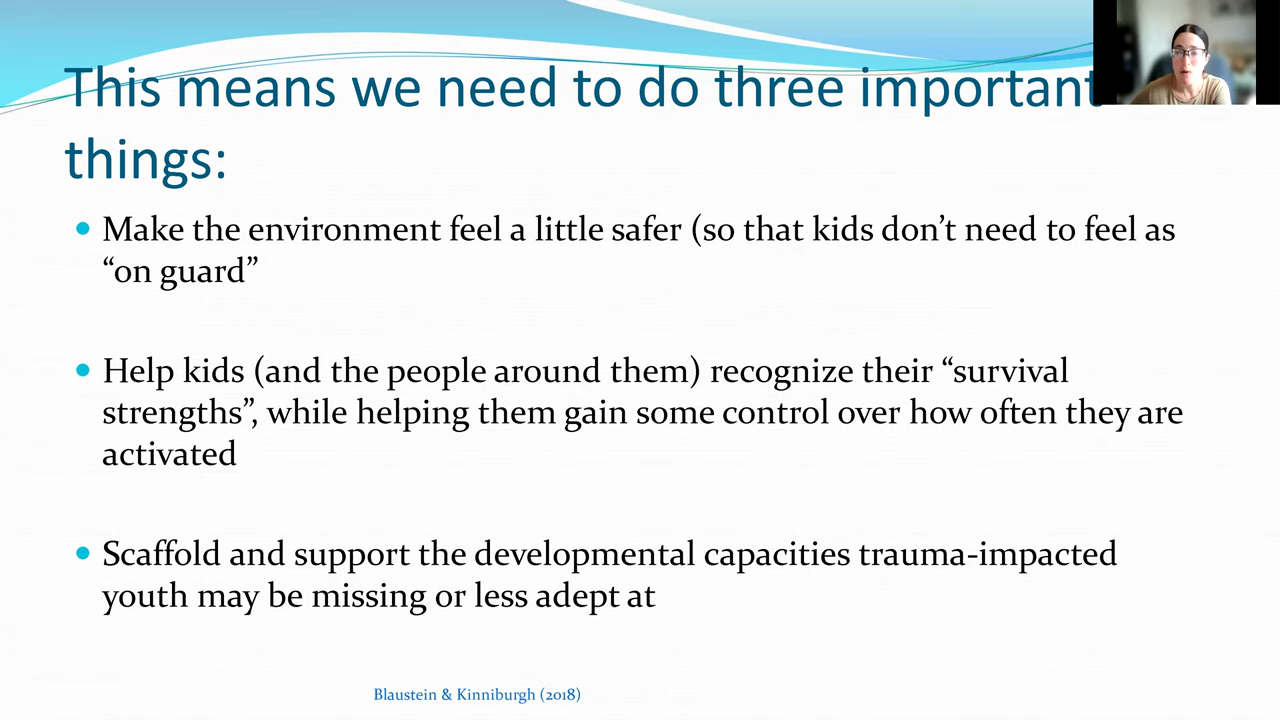 This means we need to do three important
things:
• Make the environment feel a little safer (so that kids don’t need to feel as
“on guard”
• Help kids (and the people around them) recognize their “survival
strengths”, while helping them gain some control over how often they are
activated
• Scaffold and support the developmental capacities trauma-impacted
youth may be missing or less adept at
Blaustein & Kinniburgh (2018)